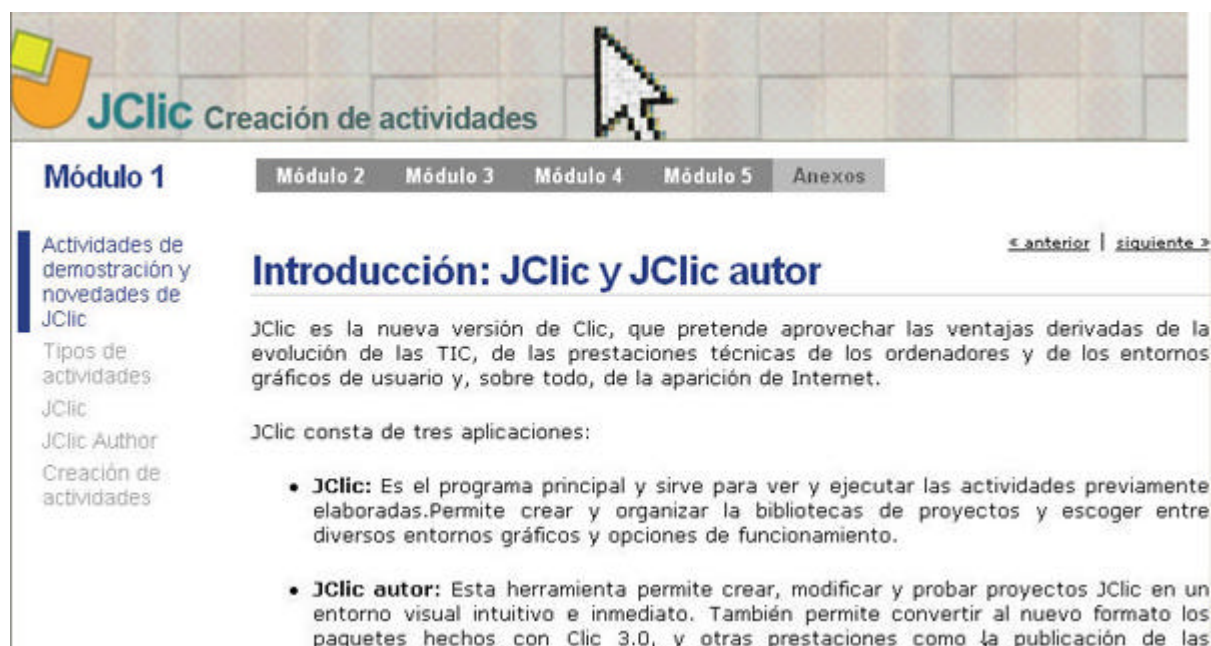 JClic Creación de actividades
Módulo 1
Módulo 2 Módulo 3 Módulo 4 Módulo 5 Anexos
Actividades de
demostración y
novedades de
JClic
Tipos de
actividades
JClic
JClic Author
Creación de
actividades
« anterior | siguiente »
Introducción: JClic y JClic autor
JClic es la nueva versión de Clic, que pretende aprovechar las ventajas derivadas de la
evolución de las TIC, de las prestaciones técnicas de los ordenadores y de los entornos
gráficos de usuario y, sobre todo, de la aparición de Internet.
JClic consta de tres aplicaciones:
• JClic: Es el programa principal y sirve para ver y ejecutar las actividades previamente
elaboradas.Permite crear y organizar la bibliotecas de proyectos y escoger entre
diversos entornos gráficos y opciones de funcionamiento.
• JClic autor: Esta herramienta permite crear, modificar y probar proyectos JClic en un
entorno visual intuitivo e inmediato. También permite convertir al nuevo formato los
paquetes hechos con Clic 3.0, y otras prestaciones como la publicación de las